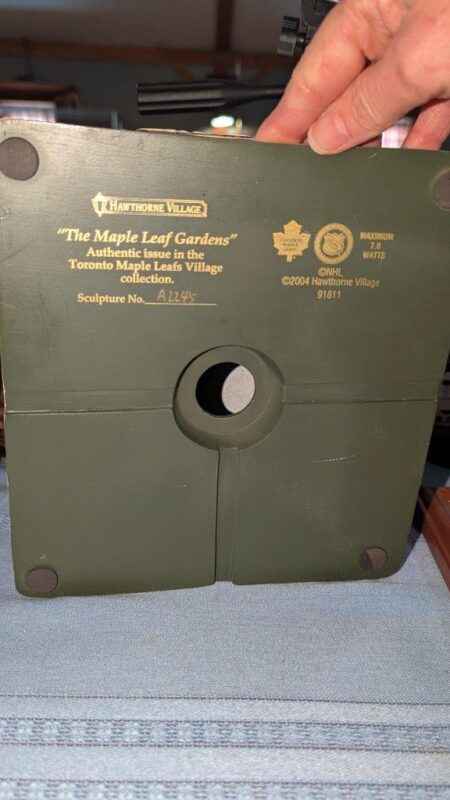 HAWTHORNE VILLAGE
"The Maple Leaf Gardens"
Authentic issue in the
Toronto Maple Leafs Village
collection.
Sculpture No. A2245
MAXIMUM
7.0
WATTS
©NHL
©2004 Hawthorne Village
91811